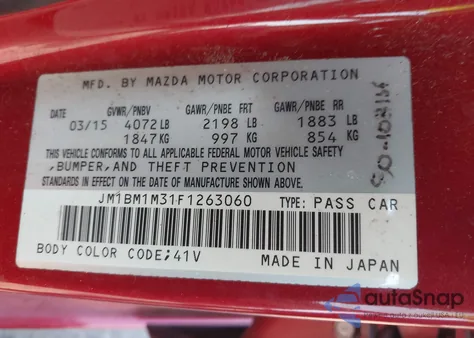 MFD. BY MAZDA MOTOR CORPORATION
GVWR/PNBV GAWR/PNBE FRT GAWR/PNBE RR
03/15 4072 LB 2198 LB 1883 LB
1847 KG 997 KG 854 KG
THIS VEHICLE CONFORMS TO ALL APPLICABLE FEDERAL MOTOR VEHICLE SAFETY
,BUMPER,AND THEFT PREVENTION
STANDARDS IN EFFECT ON THE DATE OF MANUFACTURE SHOWN ABOVE.
JM1BM1M31F1263060 TYPE: PASS CAR
BODY COLOR CODE;41V MADE IN JAPAN
autoSnap